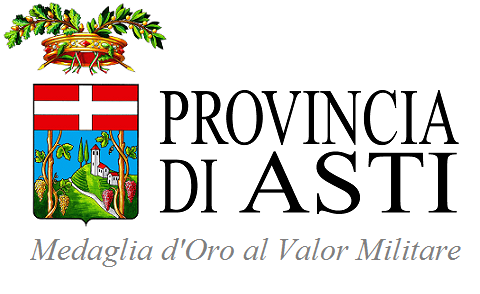 PROVINCIA
DI ASTI
Medaglia d'Oro al Valor Militare